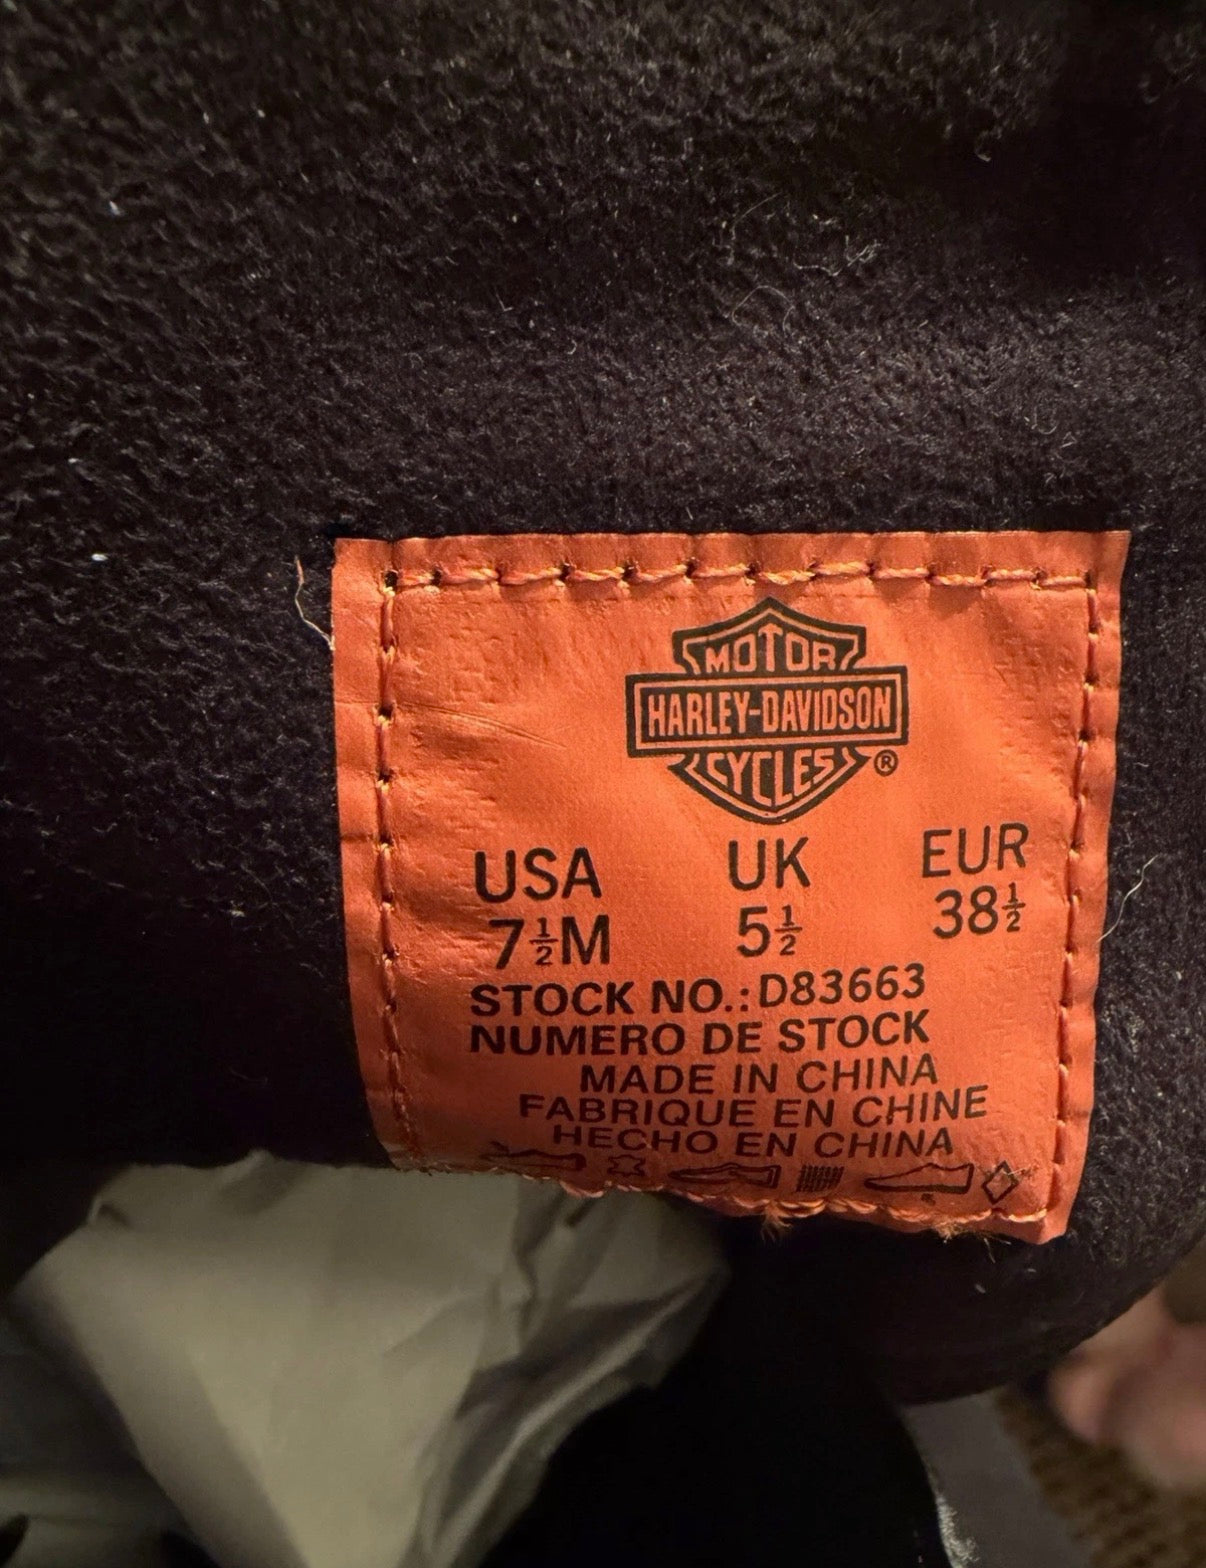 MOTOR
HARLEY-DAVIDSON
CYCLES ®
USA UK EUR
7½M 5½ 38½
STOCK NO.: D83663
NUMERO DE STOCK
MADE IN CHINA
FABRIQUE EN CHINE
HECHO EN CHINA